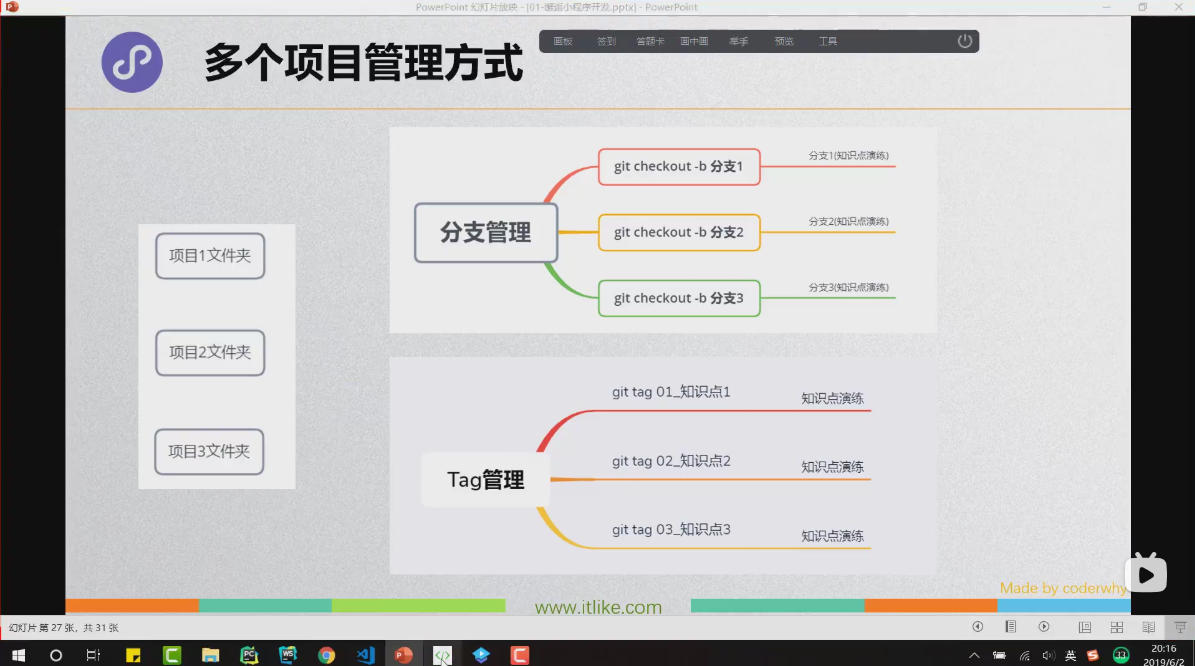 PowerPoint 幻灯片放映 - [01-邂逅小程序开发.pptx] - PowerPoint
多个项目管理方式
画板 签到 答题卡 画中画 举手 预览 工具
项目1文件夹
项目2文件夹
项目3文件夹
分支管理
git checkout -b 分支1
分支1(知识点演练)
git checkout -b 分支2
分支2(知识点演练)
git checkout -b 分支3
分支3(知识点演练)
Tag管理
git tag 01_知识点1
知识点演练
git tag 02_知识点2
知识点演练
git tag 03_知识点3
知识点演练
Made by coderwhy
www.itlike.com
幻灯片 第 27 张，共 31 张
英
20:16
2019/6/2